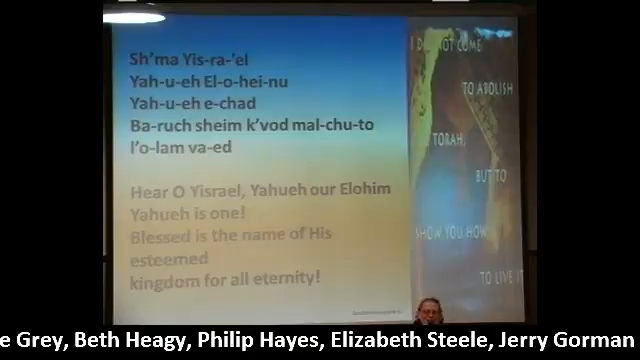 Sh'ma Yis-ra-'el
Yah-u-eh El-o-hei-nu
Yah-u-eh e-chad
Ba-ruch sheim k'vod mal-chu-to
l'o-lam va-ed
Hear O Yisrael, Yahueh our Elohim
Yahueh is one!
Blessed is the name of His
esteemed
kingdom for all eternity!
I DID NOT COME
TO ABOLISH
TORAH,
BUT TO
SHOW YOU HOW
TO LIVE IT
e Grey, Beth Heagy, Philip Hayes, Elizabeth Steele, Jerry Gorman